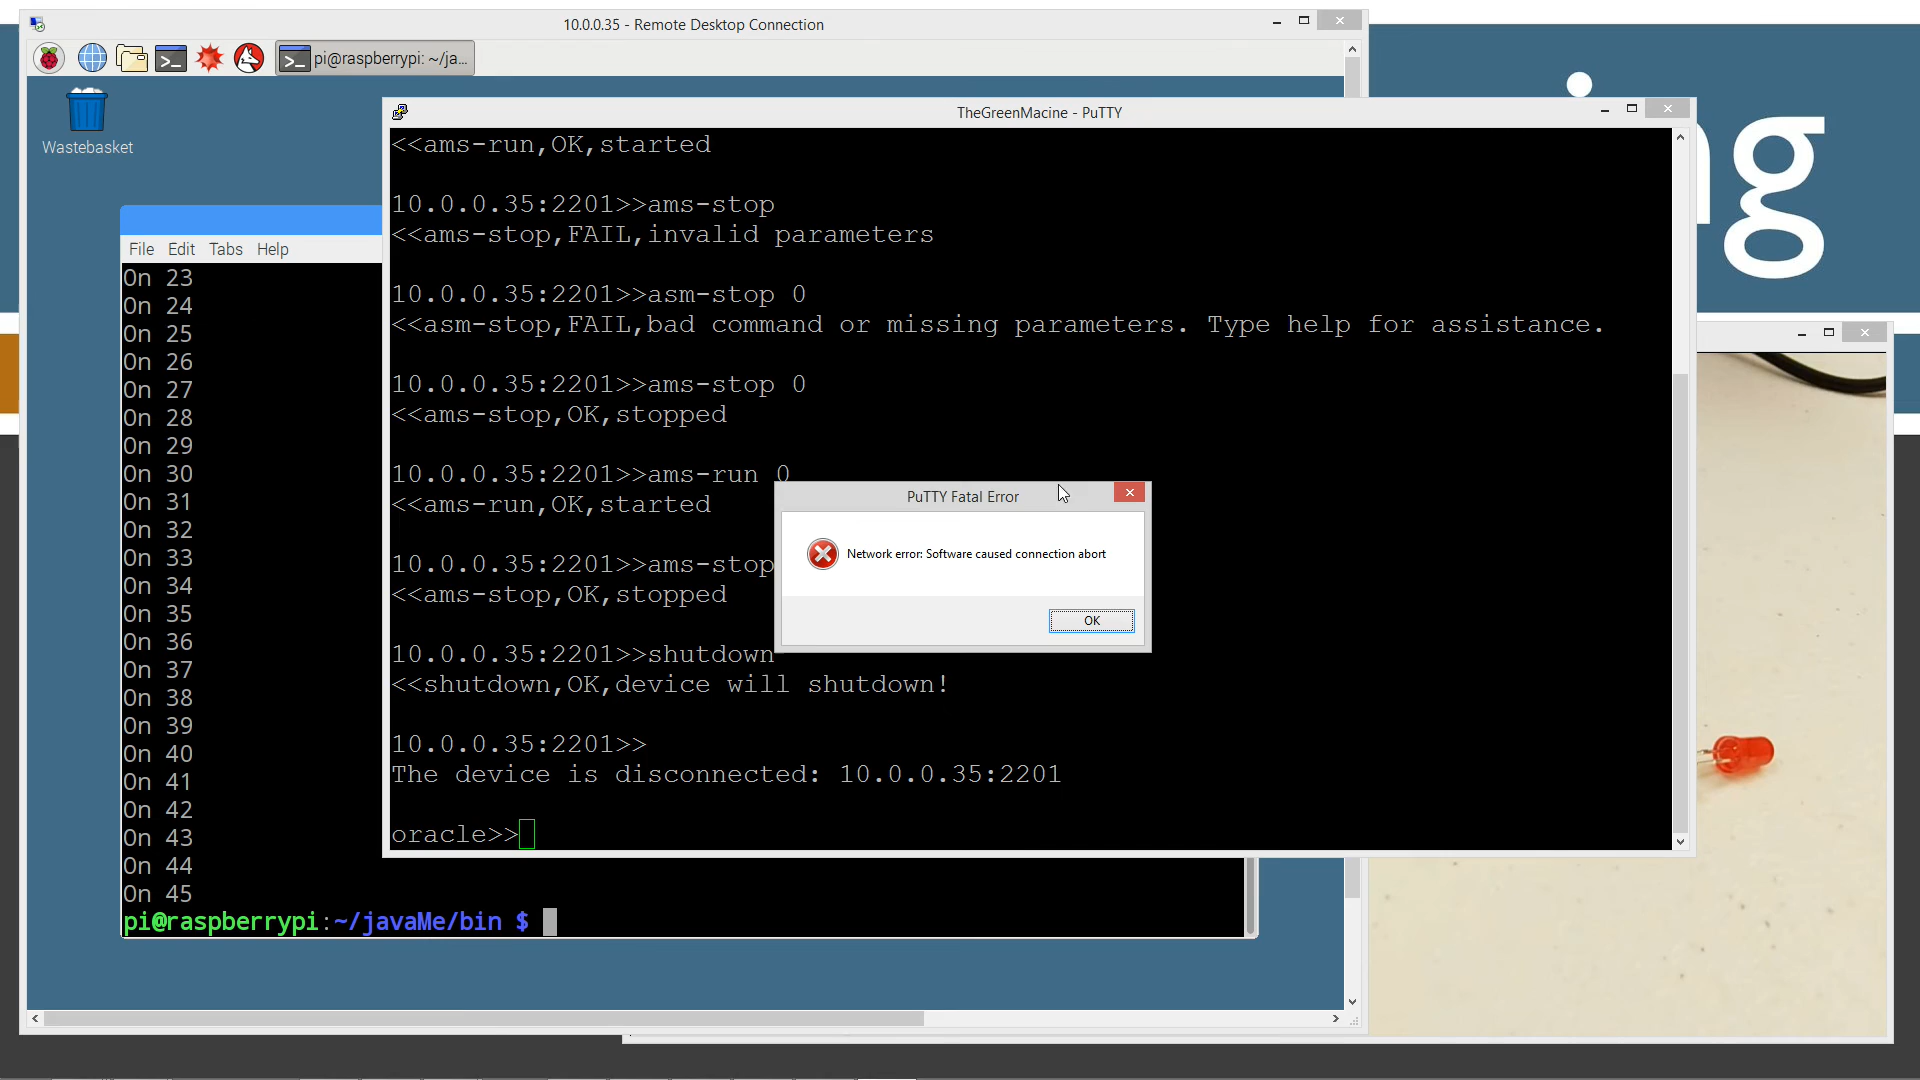 10.0.0.35 - Remote Desktop Connection
pi@raspberrypi: ~/ja...
Wastebasket
TheGreenMacine - PuTTY
<<ams-run,OK,started
10.0.0.35:2201>>ams-stop
<<ams-stop,FAIL,invalid parameters
10.0.0.35:2201>>asm-stop 0
<<asm-stop,FAIL,bad command or missing parameters. Type help for assistance.
10.0.0.35:2201>>ams-stop 0
<<ams-stop,OK,stopped
10.0.0.35:2201>>ams-run 0
<<ams-run,OK,started
10.0.0.35:2201>>ams-stop
<<ams-stop,OK,stopped
10.0.0.35:2201>>shutdown
<<shutdown,OK,device will shutdown!
10.0.0.35:2201>>
The device is disconnected: 10.0.0.35:2201
oracle>>
PuTTY Fatal Error
Network error: Software caused connection abort
OK
File Edit Tabs Help
On 23
On 24
On 25
On 26
On 27
On 28
On 29
On 30
On 31
On 32
On 33
On 34
On 35
On 36
On 37
On 38
On 39
On 40
On 41
On 42
On 43
On 44
On 45
pi@raspberrypi:~/javaMe/bin $
ng